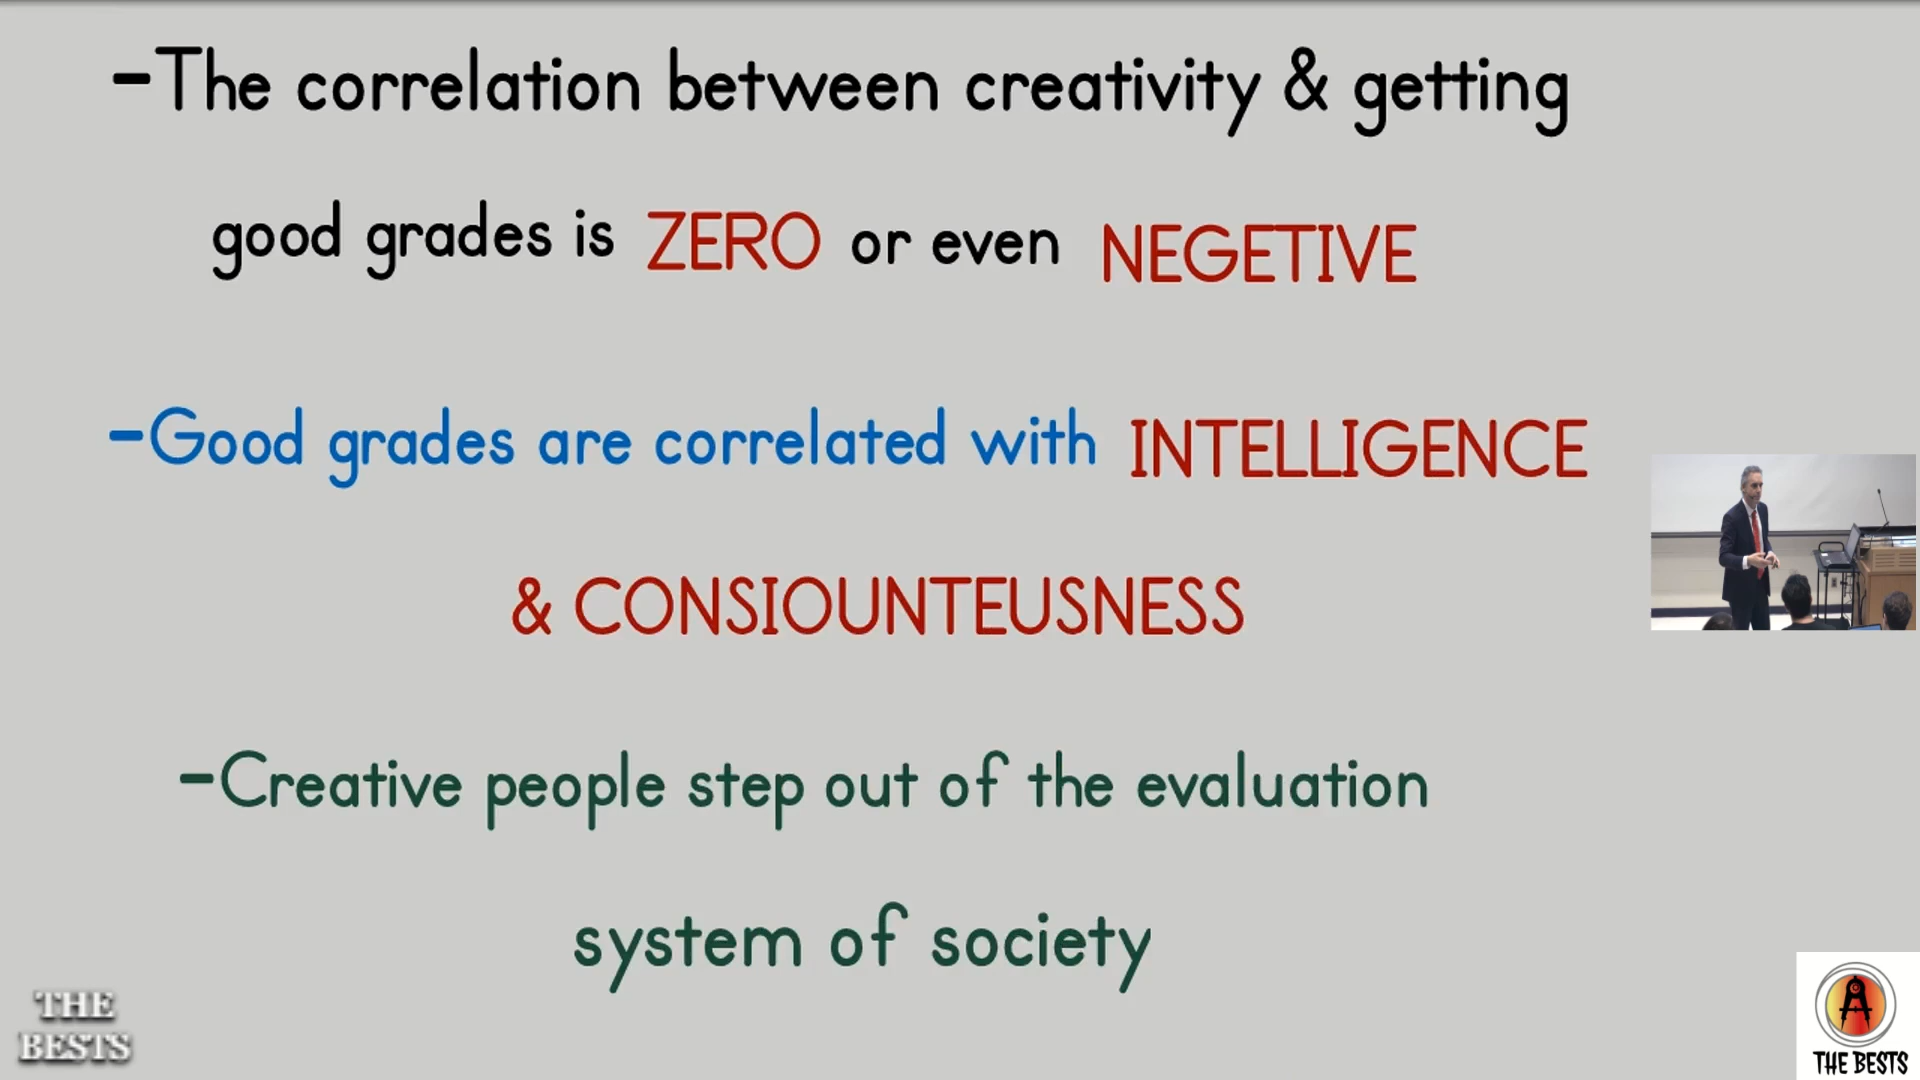 -The correlation between creativity & getting
good grades is ZERO or even NEGETIVE
-Good grades are correlated with INTELLIGENCE
& CONSIOUNTEUSNESS
-Creative people step out of the evaluation
system of society
THE
BESTS
THE BESTS